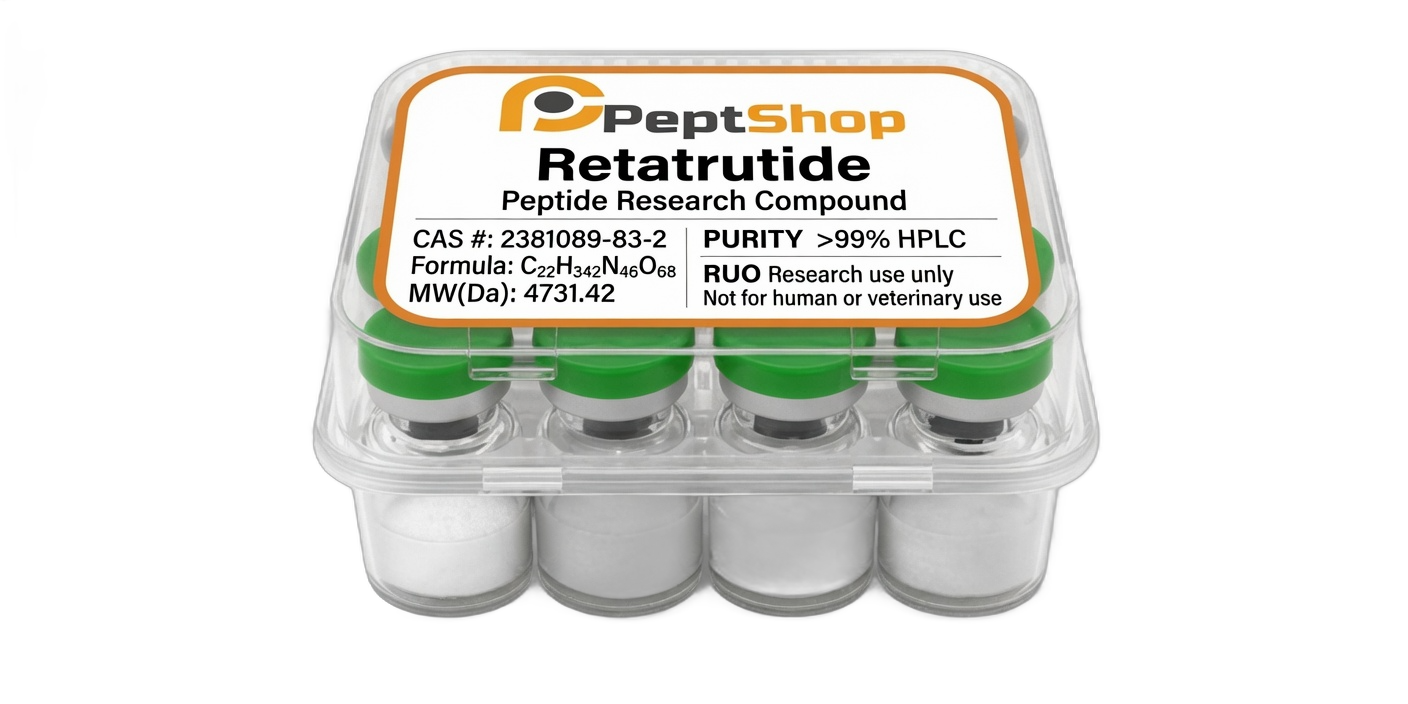 PeptShop
Retatrutide
Peptide Research Compound
CAS #: 2381089-83-2
Formula: C₂₂H₃₄₂N₄₆O₆₈
MW(Da): 4731.42
PURITY >99% HPLC
RUO Research use unly
Not for human or veterinary use